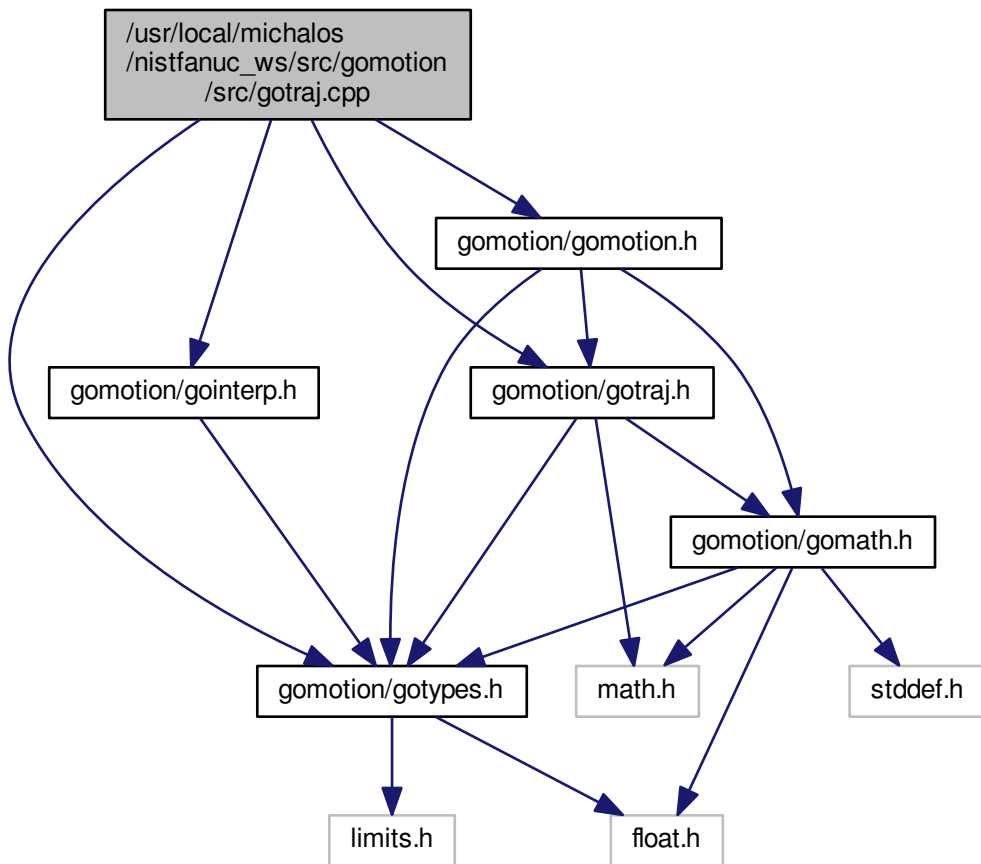 /usr/local/michalos
/nistfanuc_ws/src/gomotion
/src/gotraj.cpp
gomotion/gomotion.h
gomotion/gointerp.h
gomotion/gotraj.h
gomotion/gomath.h
gomotion/gotypes.h
math.h
stddef.h
limits.h
float.h